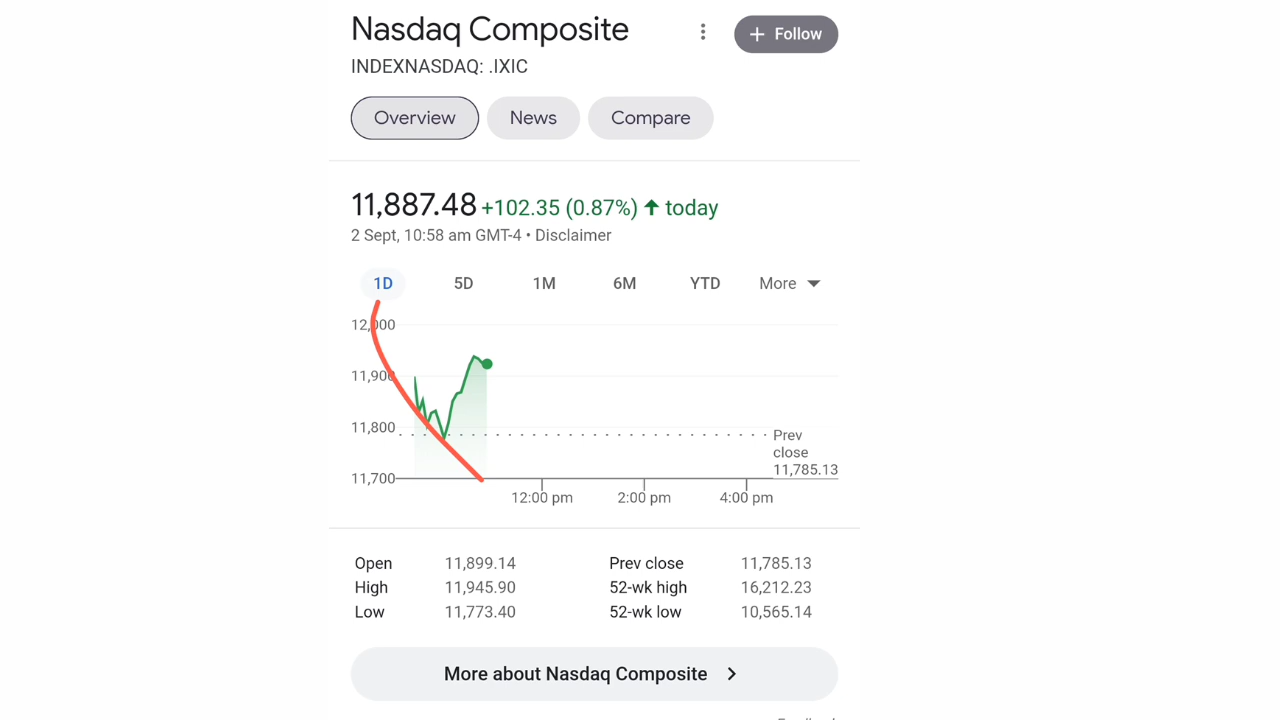 Nasdaq Composite
+ Follow
INDEXNASDAQ: .IXIC
Overview News Compare
11,887.48 +102.35 (0.87%) ↑ today
2 Sept, 10:58 am GMT-4 • Disclaimer
1D 5D 1M 6M YTD More
12,000
11,900
11,800
Prev
close
11,785.13
11,700
12:00 pm 2:00 pm 4:00 pm
Open 11,899.14 Prev close 11,785.13
High 11,945.90 52-wk high 16,212.23
Low 11,773.40 52-wk low 10,565.14
More about Nasdaq Composite